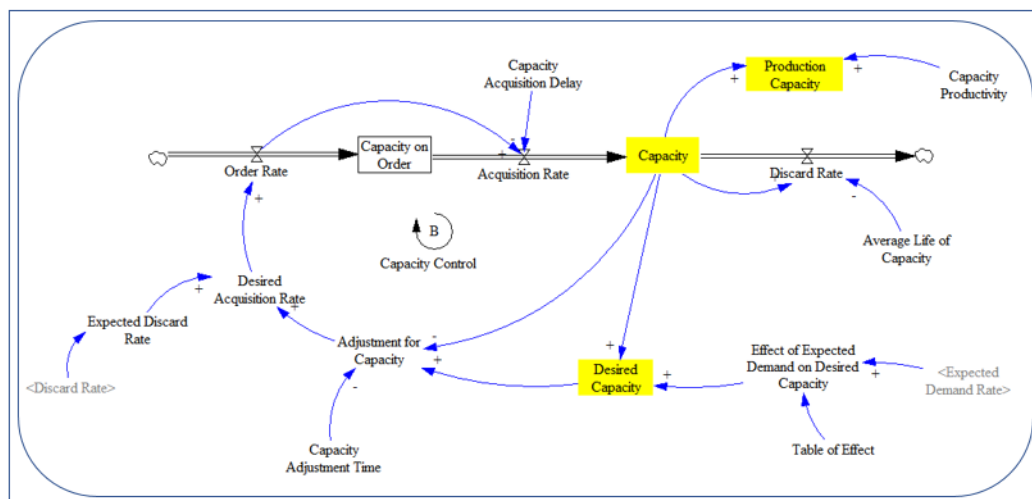 Capacity
Acquisition Delay
Production
Capacity
Capacity
Productivity
+
+
-
+
Order Rate
Capacity on
Order
Acquisition Rate
Capacity
Discard Rate
+
+
-
B
Capacity Control
Average Life of
Capacity
Desired
Acquisition Rate
+
+
Expected Discard
Rate
<Discard Rate>
Adjustment for
Capacity
-
+
-
Capacity
Adjustment Time
+
Desired
Capacity
+
Effect of Expected
Demand on Desired
Capacity
+
<Expected
Demand Rate>
Table of Effect